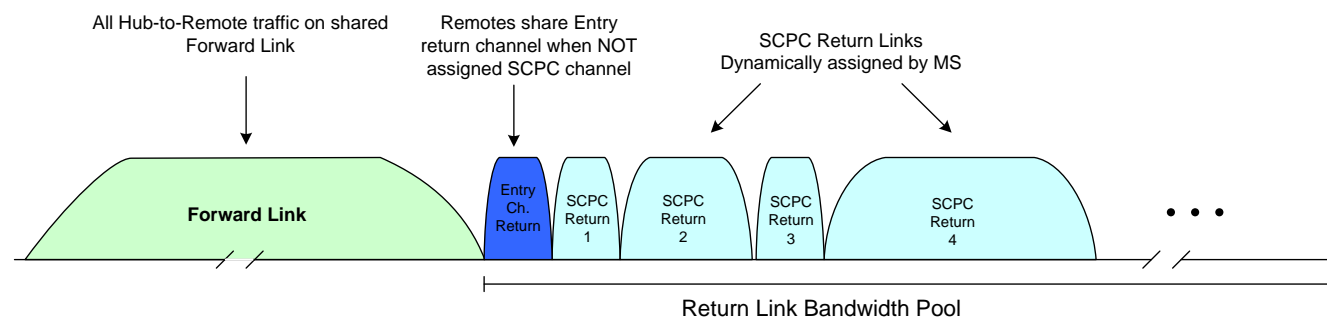 All Hub-to-Remote traffic on shared
Forward Link
Remotes share Entry
return channel when NOT
assigned SCPC channel
SCPC Return Links
Dynamically assigned by MS
Forward Link
Entry
Ch.
Return
SCPC
Return
1
SCPC
Return
2
SCPC
Return
3
SCPC
Return
4
Return Link Bandwidth Pool